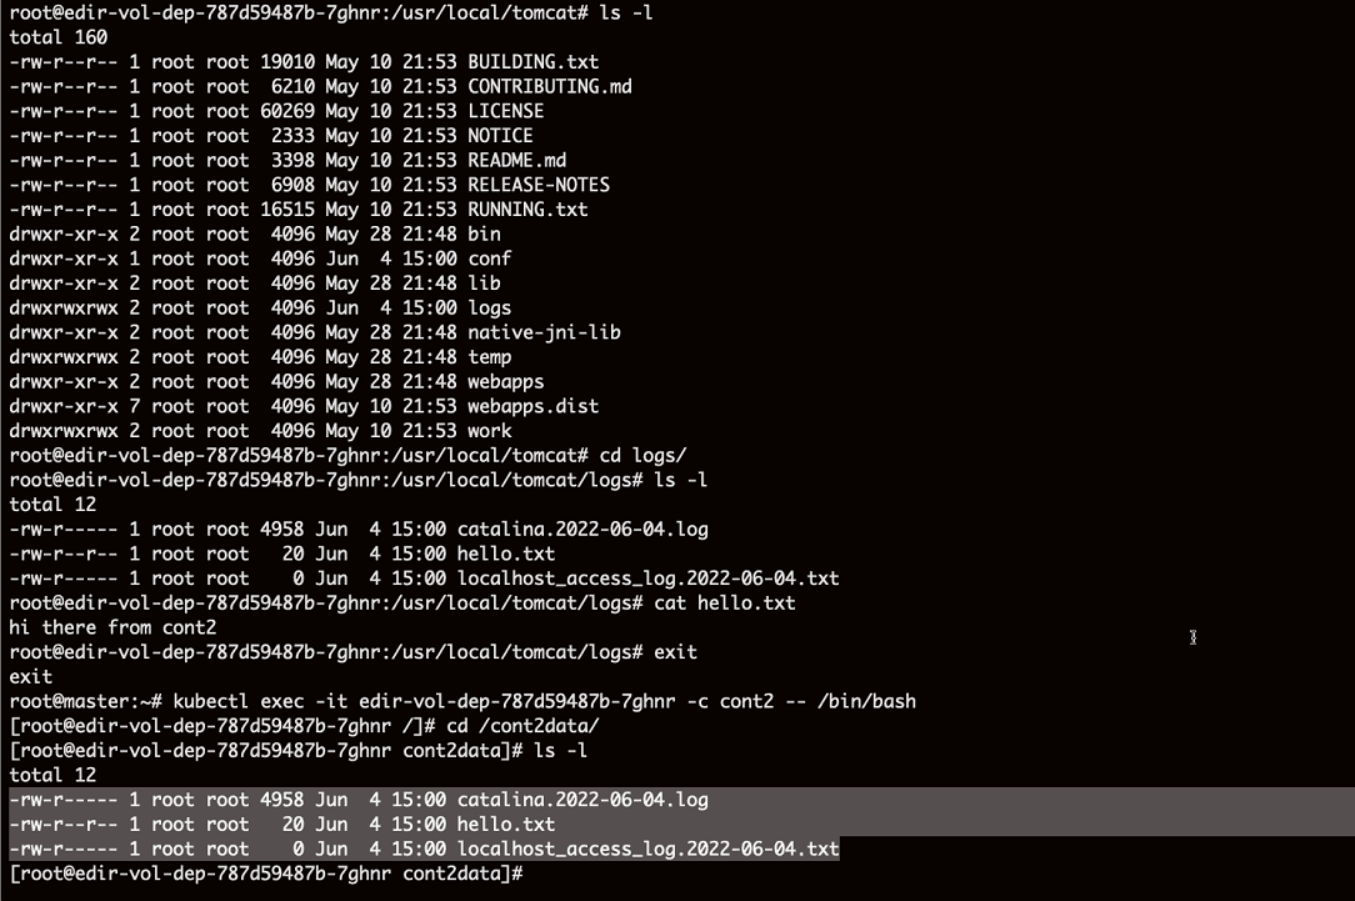 root@edir-vol-dep-787d59487b-7ghnr:/usr/local/tomcat# ls -l
total 160
-rw-r--r-- 1 root root 19010 May 10 21:53 BUILDING.txt
-rw-r--r-- 1 root root  6210 May 10 21:53 CONTRIBUTING.md
-rw-r--r-- 1 root root 60269 May 10 21:53 LICENSE
-rw-r--r-- 1 root root  2333 May 10 21:53 NOTICE
-rw-r--r-- 1 root root  3398 May 10 21:53 README.md
-rw-r--r-- 1 root root  6908 May 10 21:53 RELEASE-NOTES
-rw-r--r-- 1 root root 16515 May 10 21:53 RUNNING.txt
drwxr-xr-x 2 root root  4096 May 28 21:48 bin
drwxr-xr-x 1 root root  4096 Jun  4 15:00 conf
drwxr-xr-x 2 root root  4096 May 28 21:48 lib
drwxrwxrwx 2 root root  4096 Jun  4 15:00 logs
drwxr-xr-x 2 root root  4096 May 28 21:48 native-jni-lib
drwxrwxrwx 2 root root  4096 May 28 21:48 temp
drwxr-xr-x 2 root root  4096 May 28 21:48 webapps
drwxr-xr-x 7 root root  4096 May 10 21:53 webapps.dist
drwxrwxrwx 2 root root  4096 May 10 21:53 work
root@edir-vol-dep-787d59487b-7ghnr:/usr/local/tomcat# cd logs/
root@edir-vol-dep-787d59487b-7ghnr:/usr/local/tomcat/logs# ls -l
total 12
-rw-r----- 1 root root 4958 Jun  4 15:00 catalina.2022-06-04.log
-rw-r--r-- 1 root root   20 Jun  4 15:00 hello.txt
-rw-r----- 1 root root    0 Jun  4 15:00 localhost_access_log.2022-06-04.txt
root@edir-vol-dep-787d59487b-7ghnr:/usr/local/tomcat/logs# cat hello.txt
hi there from cont2
root@edir-vol-dep-787d59487b-7ghnr:/usr/local/tomcat/logs# exit
exit
root@master:~# kubectl exec -it edir-vol-dep-787d59487b-7ghnr -c cont2 -- /bin/bash
[root@edir-vol-dep-787d59487b-7ghnr /]# cd /cont2data/
[root@edir-vol-dep-787d59487b-7ghnr cont2data]# ls -l
total 12
-rw-r----- 1 root root 4958 Jun  4 15:00 catalina.2022-06-04.log
-rw-r--r-- 1 root root   20 Jun  4 15:00 hello.txt
-rw-r----- 1 root root    0 Jun  4 15:00 localhost_access_log.2022-06-04.txt
[root@edir-vol-dep-787d59487b-7ghnr cont2data]#